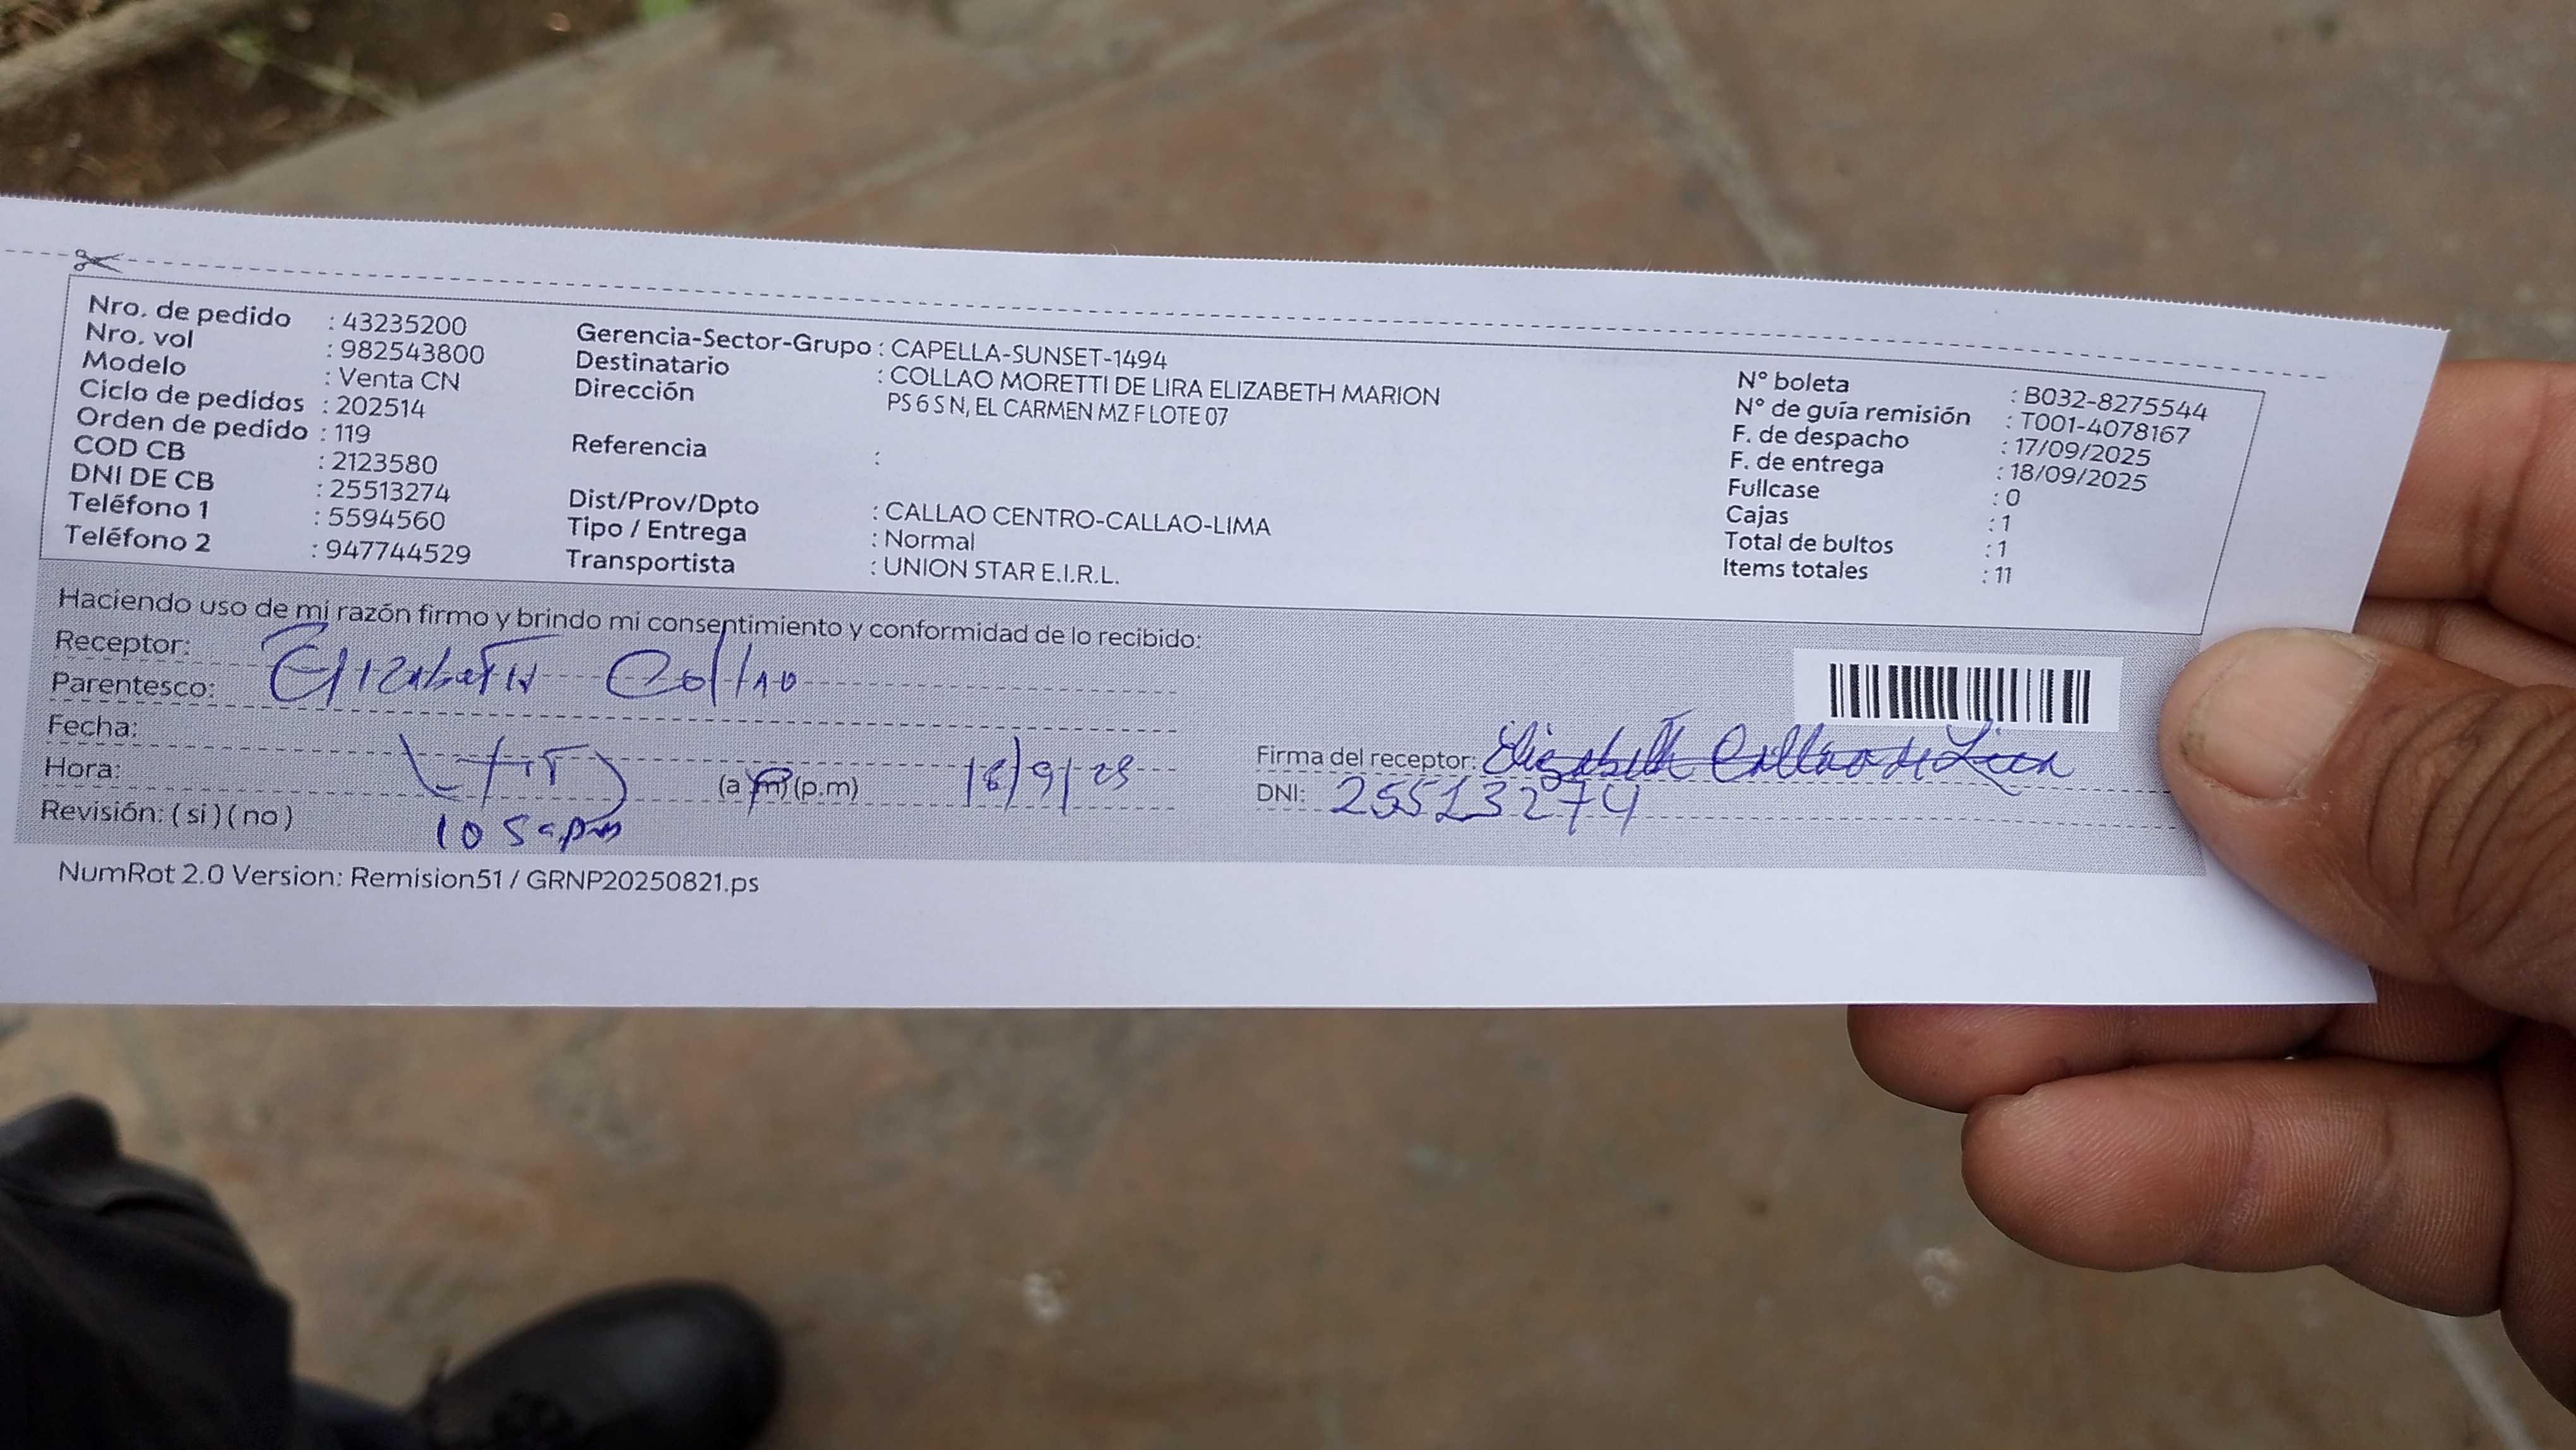 Nro. de pedido : 43235200
Nro. vol : 982543800
Modelo : Venta CN
Ciclo de pedidos : 202514
Orden de pedido : 119
COD CB : 2123580
DNI DE CB : 25513274
Teléfono 1 : 5594560
Teléfono 2 : 947744529
Gerencia-Sector-Grupo : CAPELLA-SUNSET-1494
Destinatario : COLLAO MORETTI DE LIRA ELIZABETH MARION
Dirección PS 6 S N, EL CARMEN MZ F LOTE 07
Referencia :
Dist/Prov/Dpto : CALLAO CENTRO-CALLAO-LIMA
Tipo / Entrega : Normal
Transportista : UNION STAR E.I.R.L.
N° boleta : B032-8275544
N° de guía remisión : T001-4078167
F. de despacho : 17/09/2025
F. de entrega : 18/09/2025
Fullcase : 0
Cajas : 1
Total de bultos : 1
Items totales : 11
Haciendo uso de mi razón firmo y brindo mi consentimiento y conformidad de lo recibido:
Receptor: Elizabeth Collao
Parentesco:
Fecha:
Hora: (a.m) (p.m) 18/9/25
Revisión: ( si ) ( no )
Firma del receptor: Elizabeth Collao de Lira
DNI: 25513274
NumRot 2.0 Version: Remision51 / GRNP20250821.ps